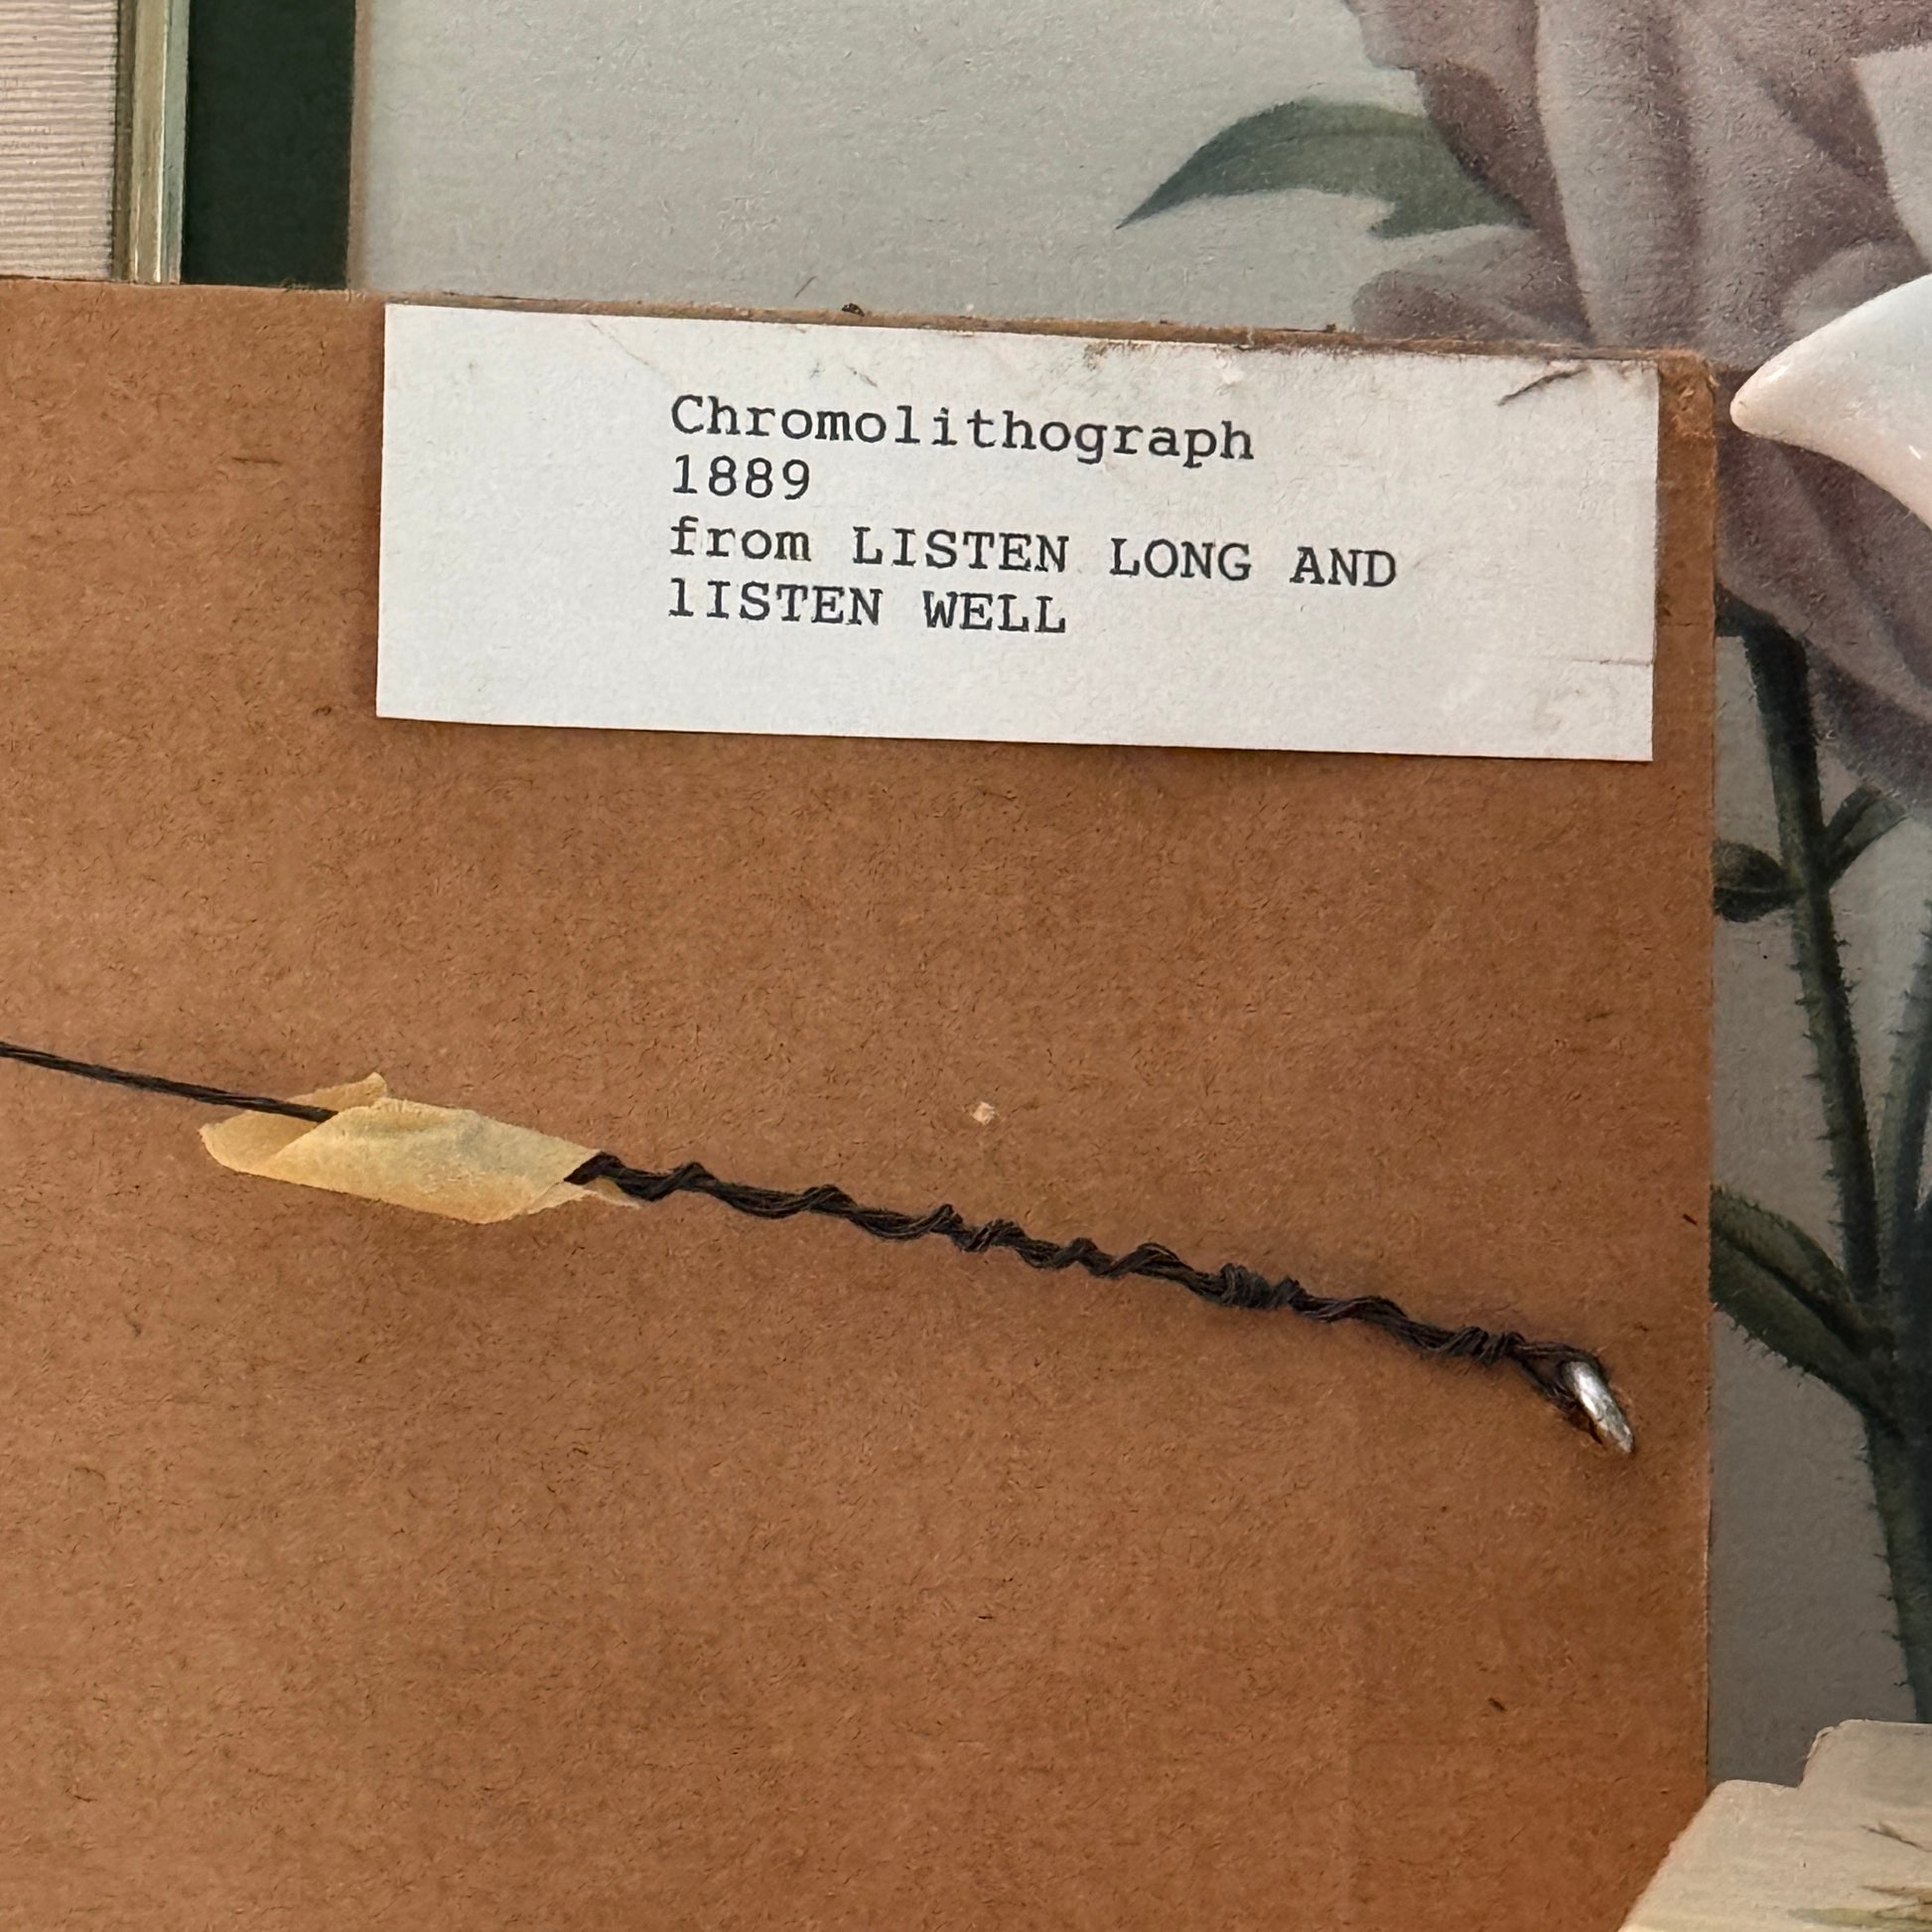 Chromolithograph
1889
from LISTEN LONG AND
lISTEN WELL